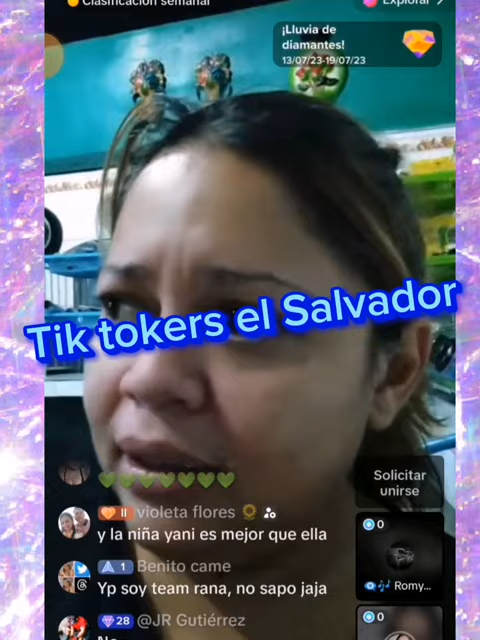 Clasificación semanal
Explorar
¡Lluvia de
diamantes!
13/07/23-19/07/23
Tik tokers el Salvador
Solicitar
unirse
II violeta flores
y la niña yani es mejor que ella
0
1 Benito came
Yp soy team rana, no sapo jaja
Romy...
28 @JR Gutiérrez
0
No